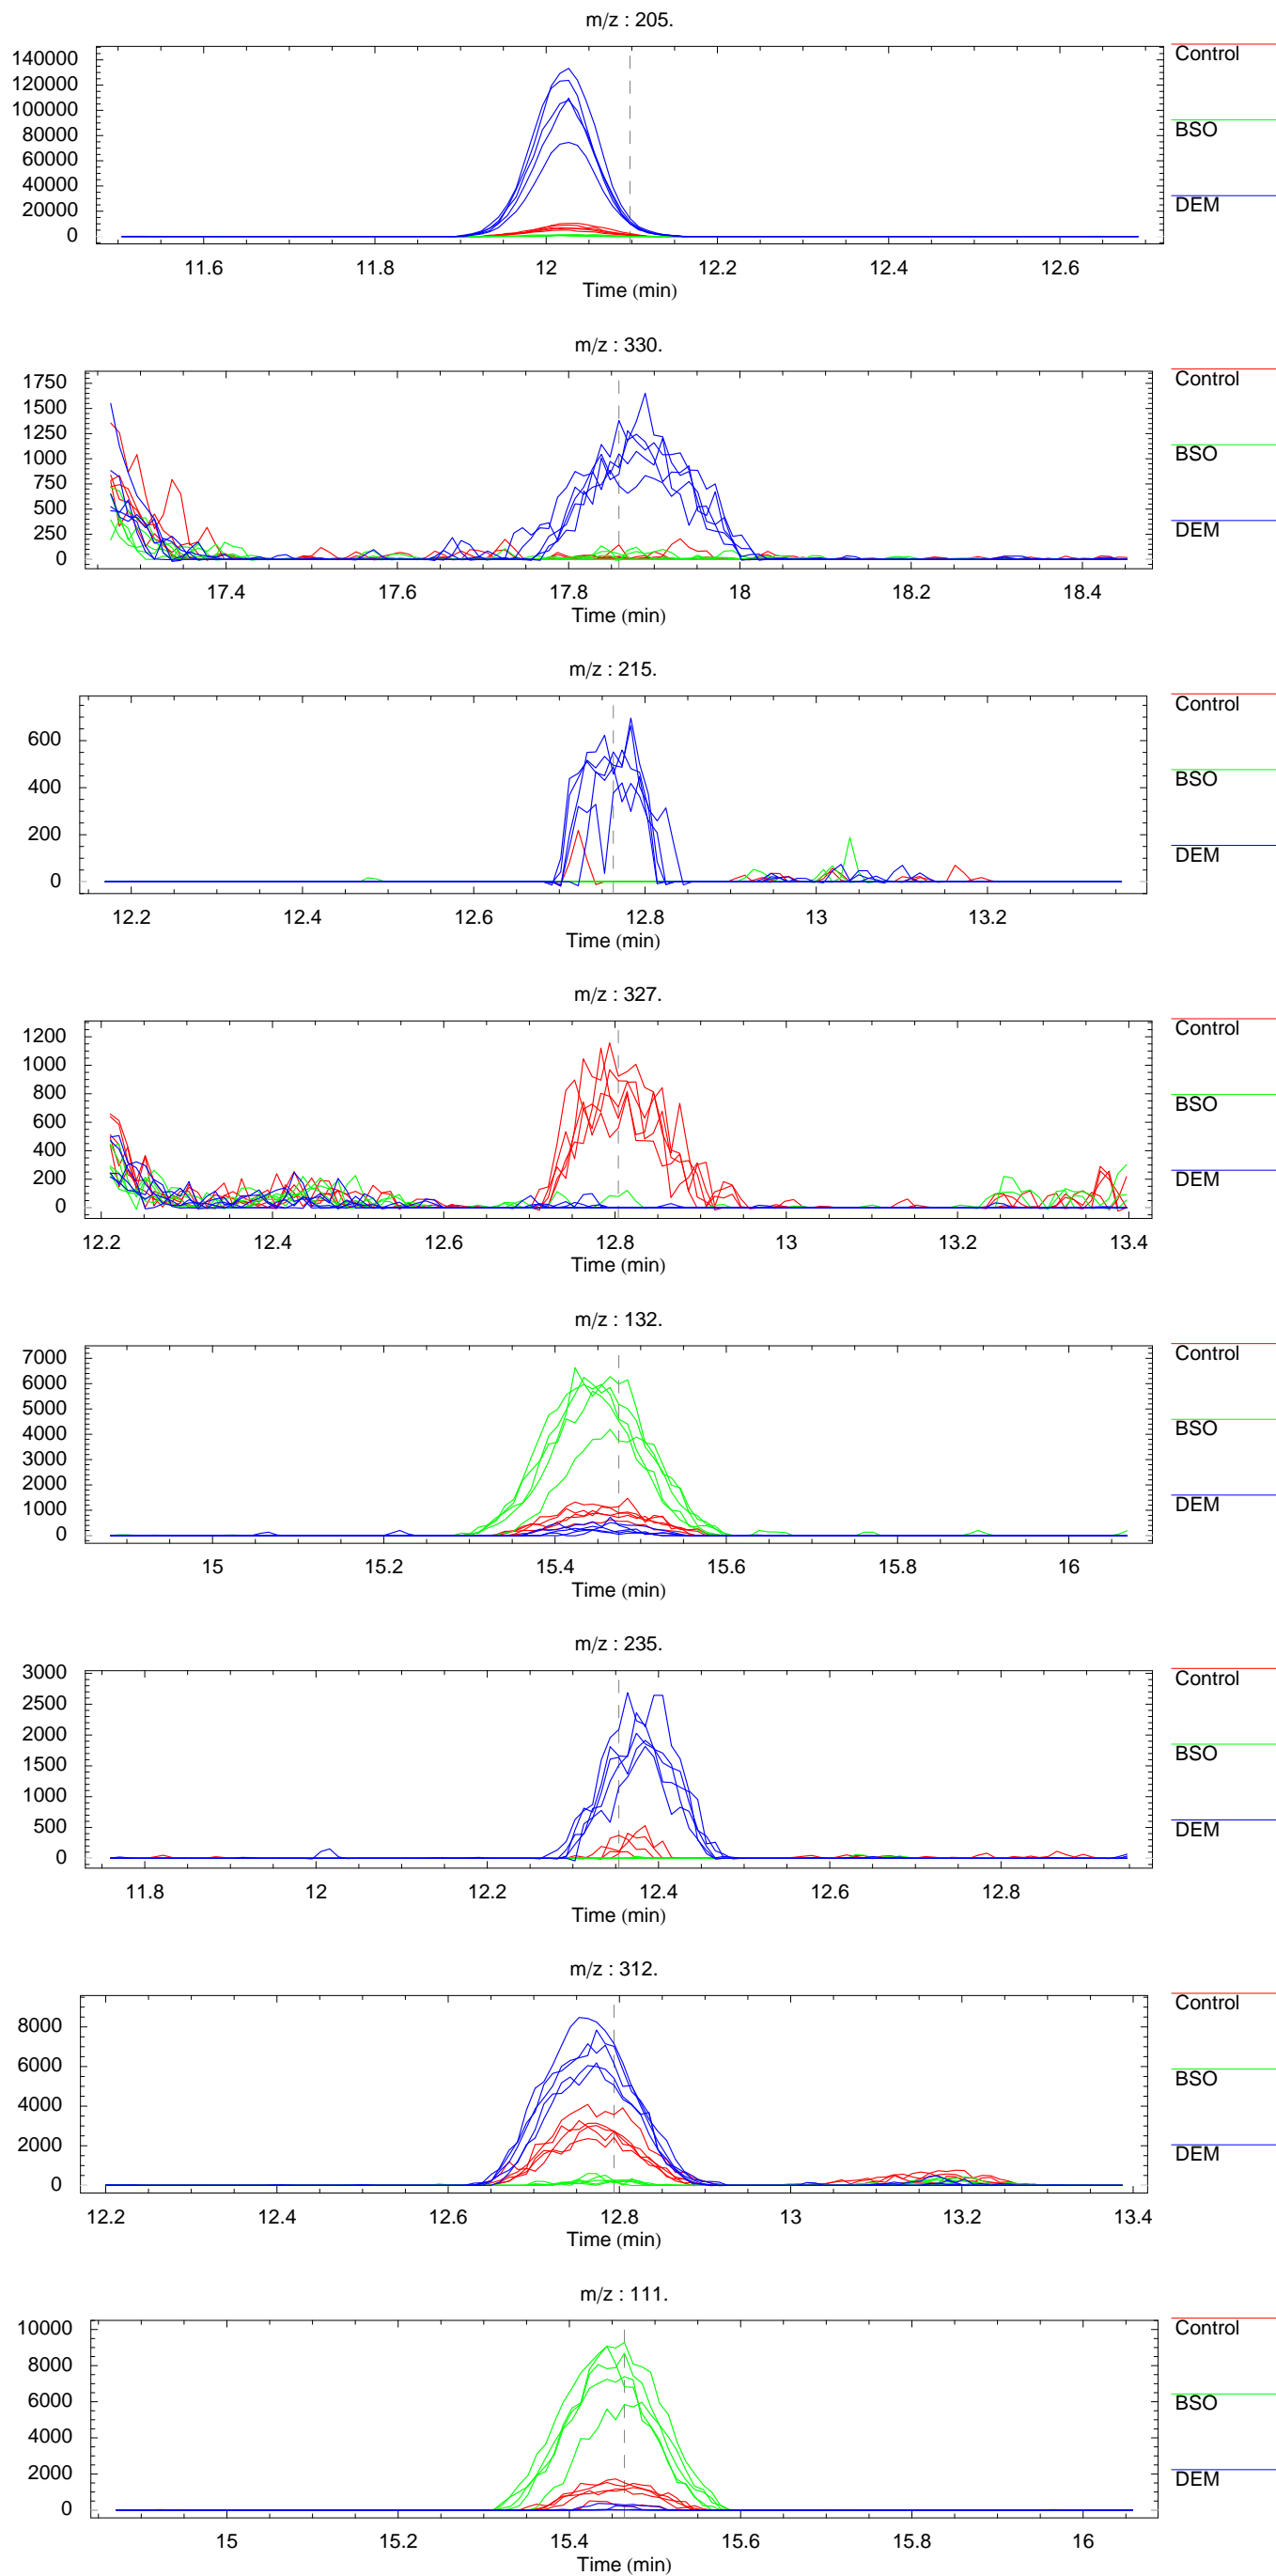 m/z : 205.
140000
120000
100000
80000
60000
40000
20000
0
11.6 11.8 12 12.2 12.4 12.6
Time (min)
Control
BSO
DEM
m/z : 330.
1750
1500
1250
1000
750
500
250
0
17.4 17.6 17.8 18 18.2 18.4
Time (min)
Control
BSO
DEM
m/z : 215.
600
400
200
0
12.2 12.4 12.6 12.8 13 13.2
Time (min)
Control
BSO
DEM
m/z : 327.
1200
1000
800
600
400
200
0
12.2 12.4 12.6 12.8 13 13.2 13.4
Time (min)
Control
BSO
DEM
m/z : 132.
7000
6000
5000
4000
3000
2000
1000
0
15 15.2 15.4 15.6 15.8 16
Time (min)
Control
BSO
DEM
m/z : 235.
3000
2500
2000
1500
1000
500
0
11.8 12 12.2 12.4 12.6 12.8
Time (min)
Control
BSO
DEM
m/z : 312.
8000
6000
4000
2000
0
12.2 12.4 12.6 12.8 13 13.2 13.4
Time (min)
Control
BSO
DEM
m/z : 111.
10000
8000
6000
4000
2000
0
15 15.2 15.4 15.6 15.8 16
Time (min)
Control
BSO
DEM